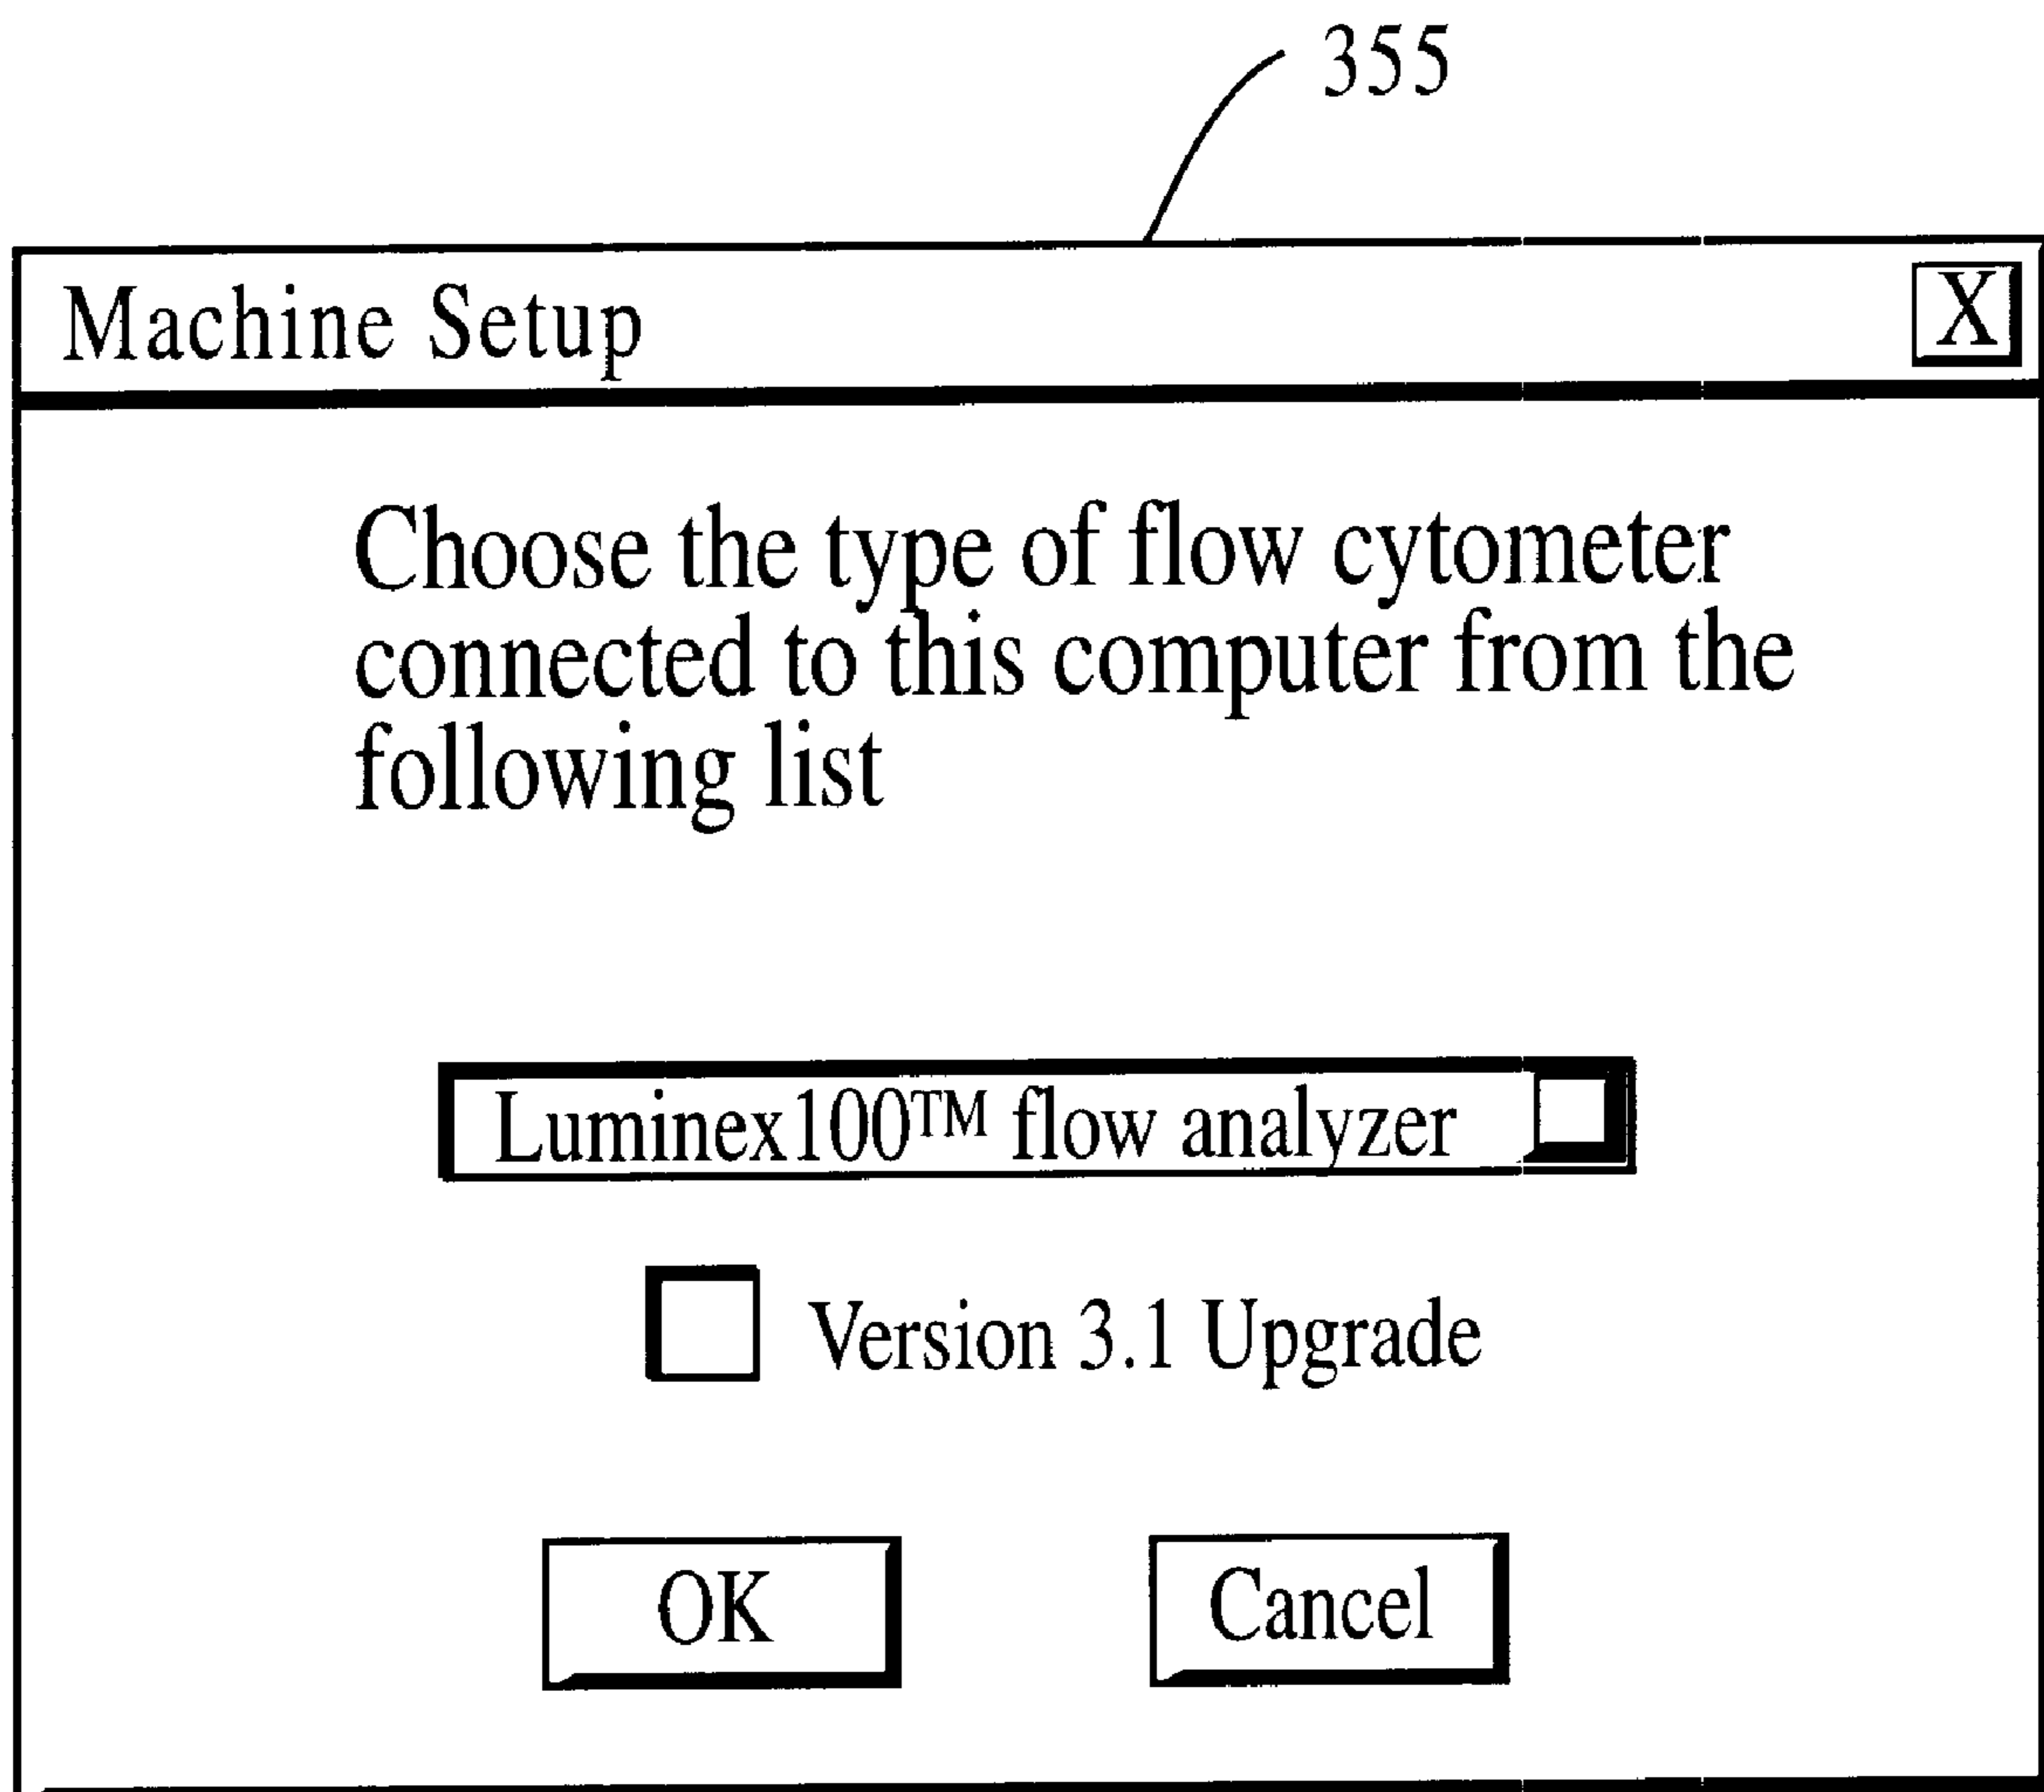 355
Machine Setup X
Choose the type of flow cytometer
connected to this computer from the
following list
Luminex100™ flow analyzer
Version 3.1 Upgrade
OK Cancel